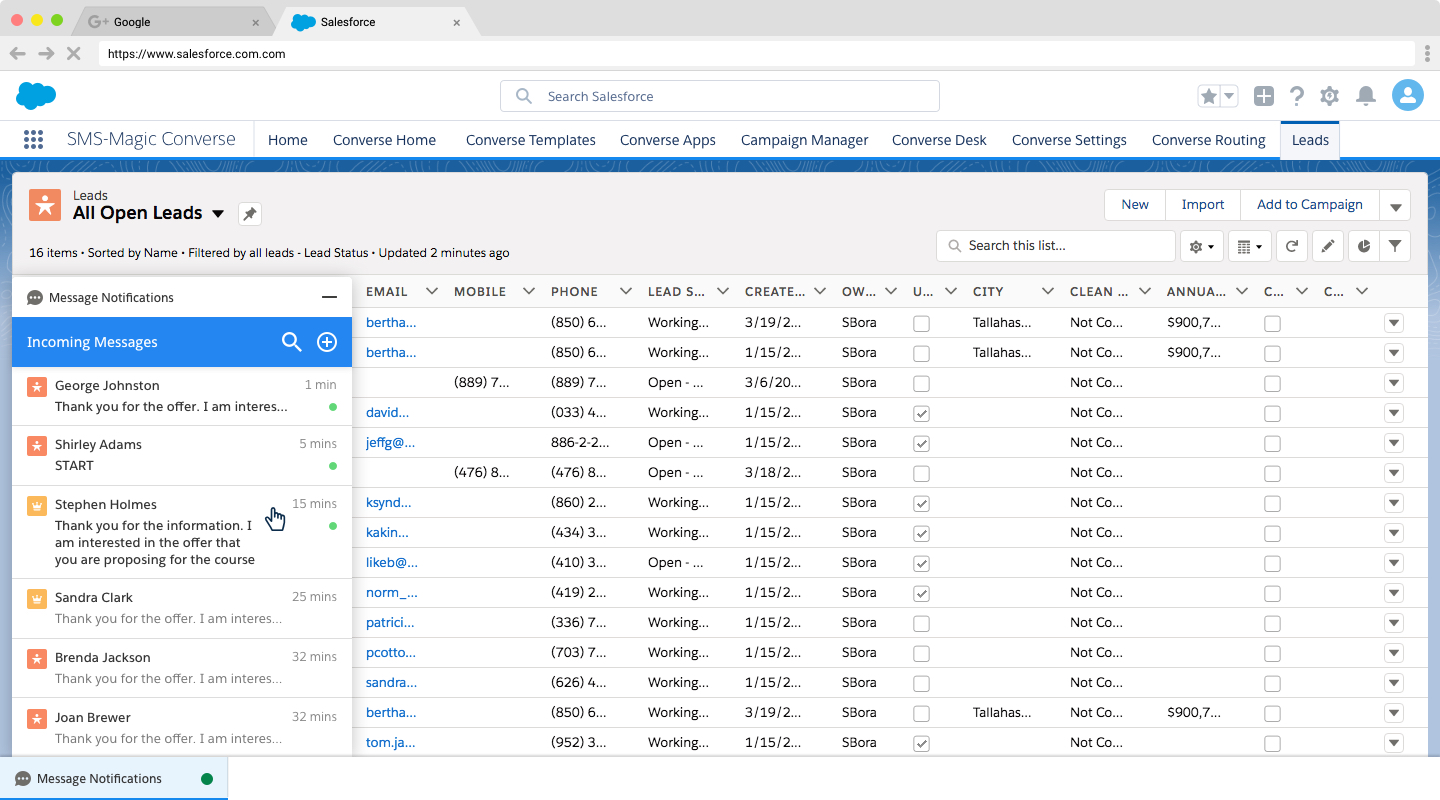 Google
Salesforce
https://www.salesforce.com.com
Search Salesforce
SMS-Magic Converse
Home
Converse Home
Converse Templates
Converse Apps
Campaign Manager
Converse Desk
Converse Settings
Converse Routing
Leads
Leads
All Open Leads
New
Import
Add to Campaign
16 items • Sorted by Name • Filtered by all leads - Lead Status • Updated 2 minutes ago
Search this list...
Message Notifications
Incoming Messages
George Johnston 1 min
Thank you for the offer. I am interes...
Shirley Adams 5 mins
START
Stephen Holmes 15 mins
Thank you for the information. I
am interested in the offer that
you are proposing for the course
Sandra Clark 25 mins
Thank you for the offer. I am interes...
Brenda Jackson 32 mins
Thank you for the offer. I am interes...
Joan Brewer 32 mins
Thank you for the offer. I am interes...
EMAIL MOBILE PHONE LEAD S... CREATE... OW... U... CITY CLEAN ... ANNUA... C... C...
bertha... (850) 6... Working... 3/19/2... SBora Tallahas... Not Co... $900,7...
bertha... (850) 6... Working... 1/15/2... SBora Tallahas... Not Co... $900,7...
(889) 7... (889) 7... Open - ... 3/6/20... SBora Not Co...
david... (033) 4... Working... 1/15/2... SBora Not Co...
jeffg@... 886-2-2... Open - ... 1/15/2... SBora Not Co...
(476) 8... (476) 8... Open - ... 3/18/2... SBora Not Co...
ksynd... (860) 2... Working... 1/15/2... SBora Not Co...
kakin... (434) 3... Working... 1/15/2... SBora Not Co...
likeb@... (410) 3... Open - ... 1/15/2... SBora Not Co...
norm_... (419) 2... Working... 1/15/2... SBora Not Co...
patrici... (336) 7... Working... 1/15/2... SBora Not Co...
pcotto... (703) 7... Working... 1/15/2... SBora Not Co...
sandra... (626) 4... Working... 1/15/2... SBora Not Co...
bertha... (850) 6... Working... 3/19/2... SBora Tallahas... Not Co... $900,7...
tom.ja... (952) 3... Working... 1/15/2... SBora Not Co...
Message Notifications